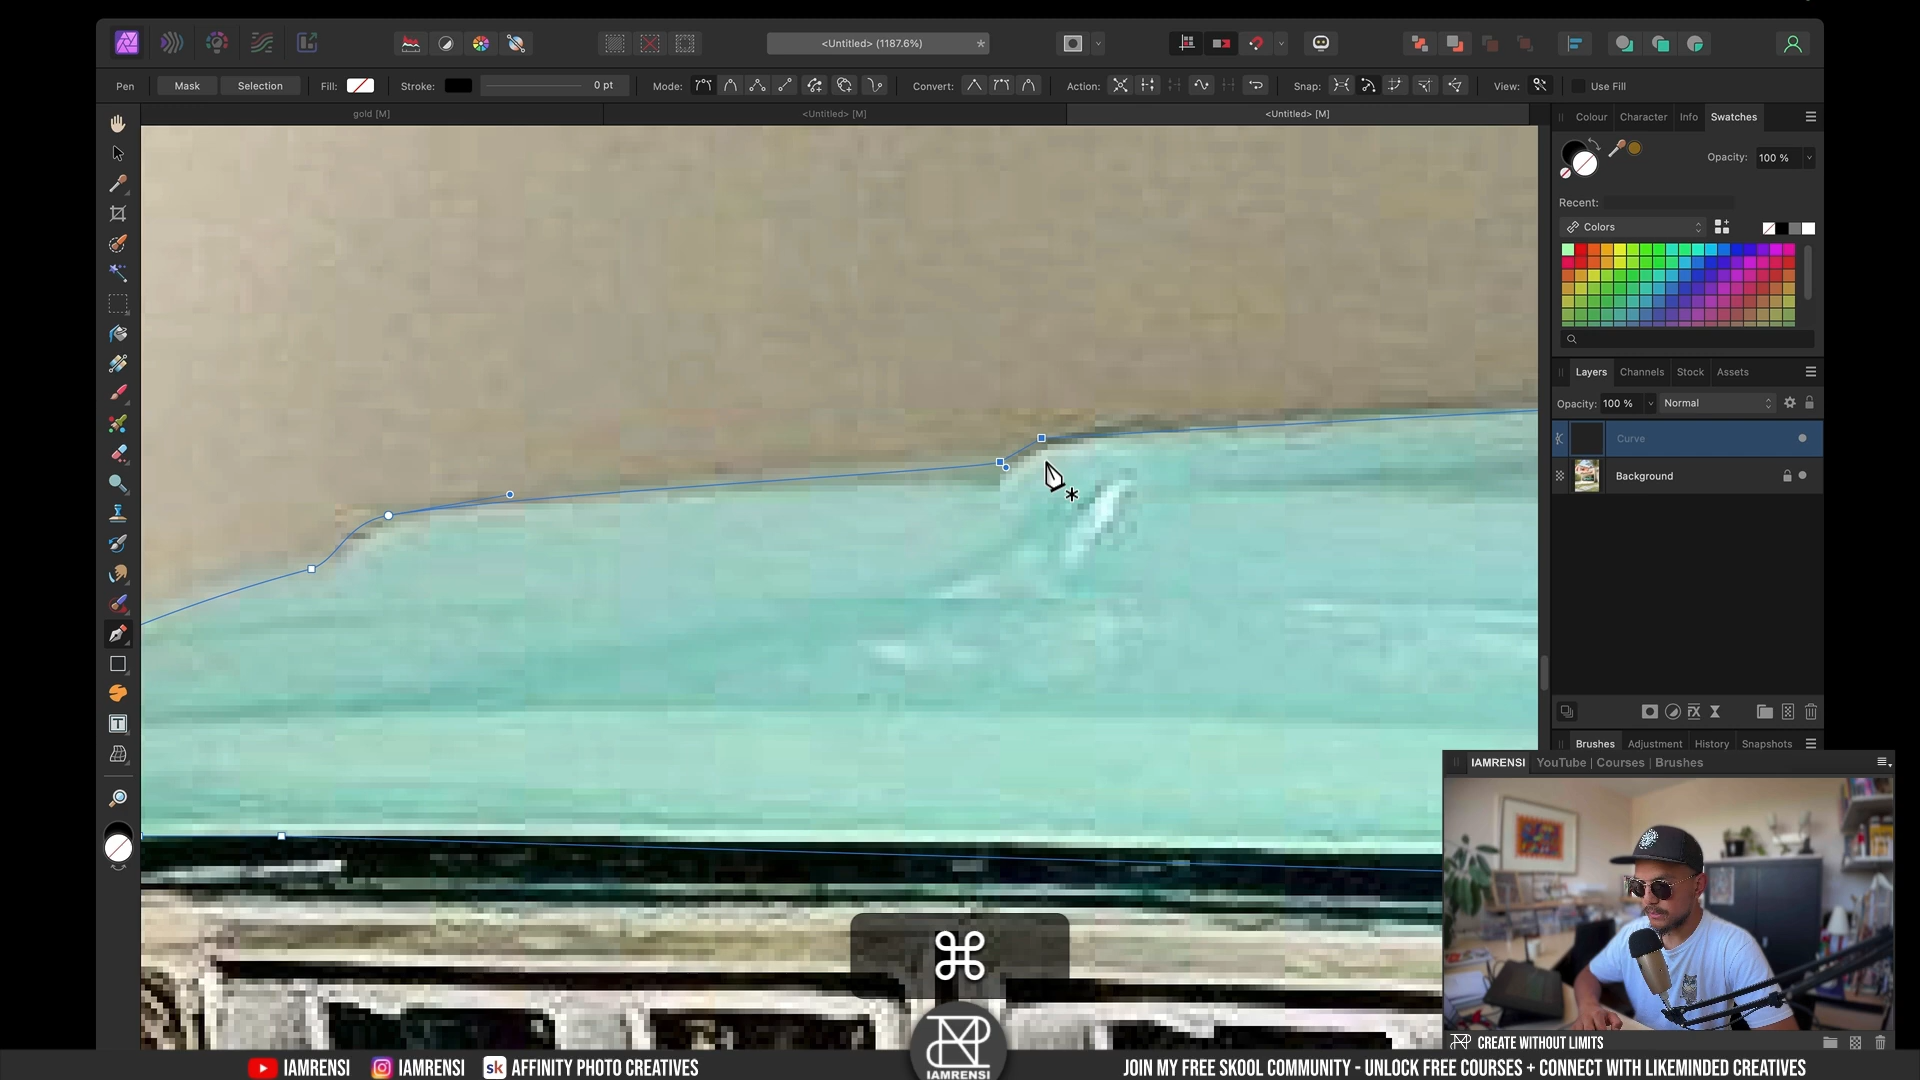 <Untitled> (1187.6%)
*
Pen
Mask
Selection
Fill:
Stroke:
0 pt
Mode:
Convert:
Action:
Snap:
View:
Use Fill
gold [M]
<Untitled> [M]
<Untitled> [M]
Colour
Character
Info
Swatches
Opacity:
100 %
Recent:
Colors
Layers
Channels
Stock
Assets
Opacity:
100 %
Normal
Curve
Background
Brushes
Adjustment
History
Snapshots
IAMRENSI
YouTube | Courses | Brushes
⌘
CREATE WITHOUT LIMITS
IAMRENSI
IAMRENSI
IAMRENSI
sk
AFFINITY PHOTO CREATIVES
JOIN MY FREE SKOOL COMMUNITY - UNLOCK FREE COURSES + CONNECT WITH LIKEMINDED CREATIVES